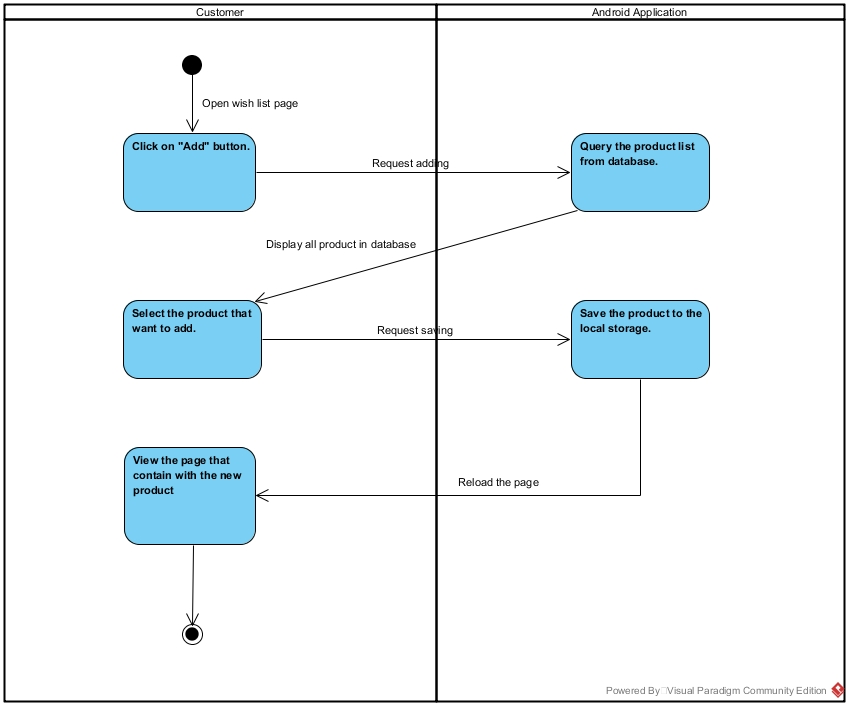 Customer
Android Application
Open wish list page
Click on "Add" button.
Request adding
Query the product list
from database.
Display all product in database
Select the product that
want to add.
Request saving
Save the product to the
local storage.
View the page that
contain with the new
product
Reload the page
Powered By Visual Paradigm Community Edition